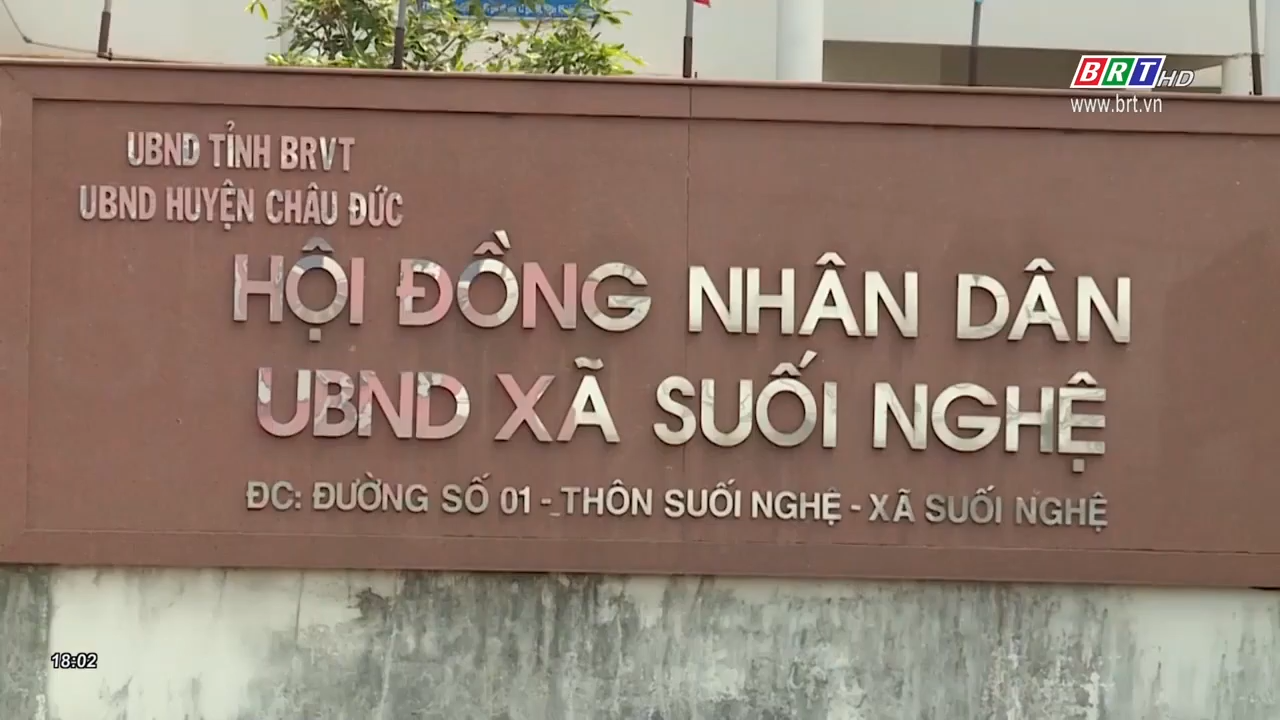 BRT HD
www.brt.vn
UBND TỈNH BRVT
UBND HUYỆN CHÂU ĐỨC
HỘI ĐỒNG NHÂN DÂN
UBND XÃ SUỐI NGHỆ
ĐC: ĐƯỜNG SỐ 01 - THÔN SUỐI NGHỆ - XÃ SUỐI NGHỆ
18:02